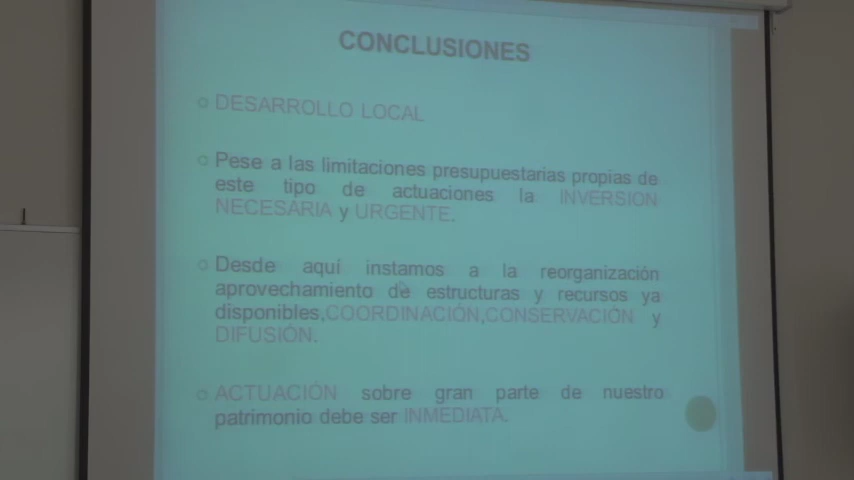 CONCLUSIONES
DESARROLLO LOCAL
Pese a las limitaciones presupuestarias propias de
este tipo de actuaciones la INVERSION
NECESARIA y URGENTE.
Desde aquí instamos a la reorganización
aprovechamiento de estructuras y recursos ya
disponibles,COORDINACIÓN,CONSERVACIÓN y
DIFUSIÓN.
ACTUACIÓN sobre gran parte de nuestro
patrimonio debe ser INMEDIATA.